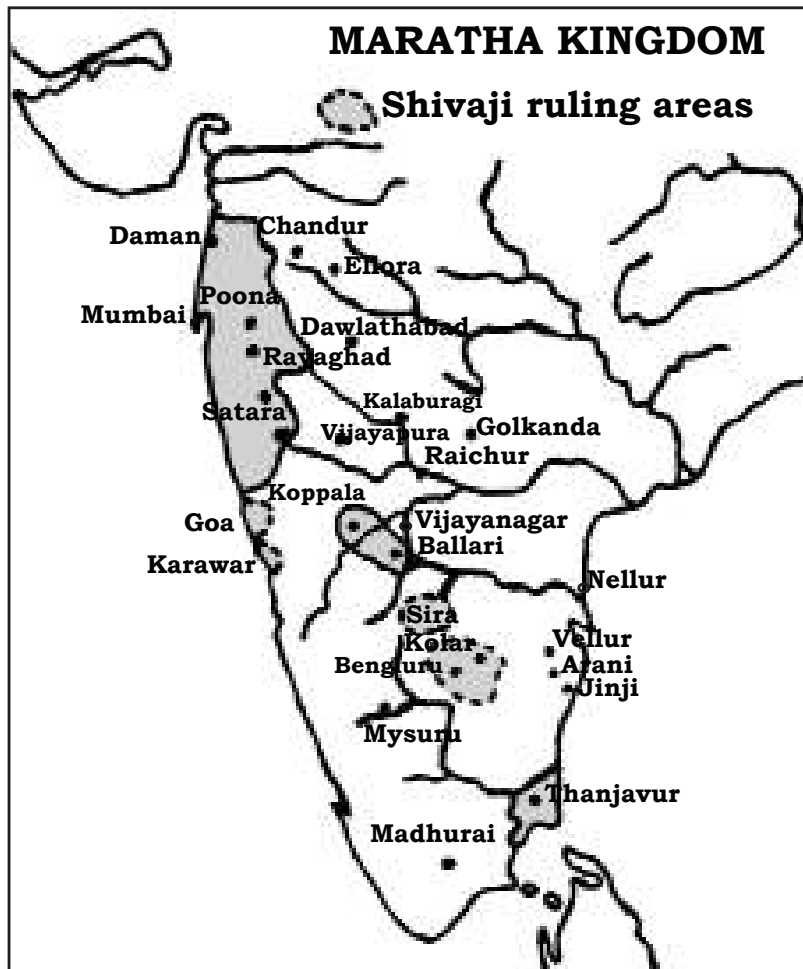 MARATHA KINGDOM
Shivaji ruling areas
Chandur
Daman
Ellora
Poona
Mumbai
Dawlathabad
Rayaghad
Kalaburagi
Satara
Vijayapura
Golkanda
Raichur
Koppala
Goa
Vijayanagar
Ballari
Karawar
Nellur
Sira
Kolar
Vellur
Bengluru
Arani
Jinji
Mysuru
Thanjavur
Madhurai